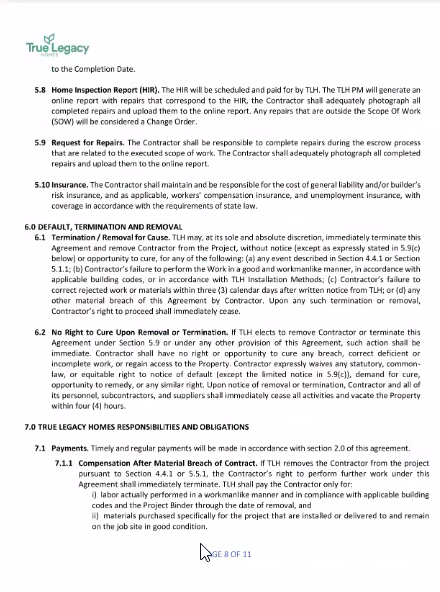 True Legacy
HOMES
to the Completion Date.
5.8 Home Inspection Report (HIR). The HIR will be scheduled and paid for by TLH. The TLH PM will generate an
online report with repairs that correspond to the HIR, the Contractor shall adequately photograph all
completed repairs and upload them to the online report. Any repairs that are outside the Scope Of Work
(SOW) will be considered a Change Order.
5.9 Request for Repairs. The Contractor shall be responsible to complete repairs during the escrow process
that are related to the executed scope of work. The Contractor shall adequately photograph all completed
repairs and upload them to the online report.
5.10 Insurance. The Contractor shall maintain and be responsible for the cost of general liability and/or builder's
risk insurance, and as applicable, workers' compensation insurance, and unemployment insurance, with
coverage in accordance with the requirements of state law.
6.0 DEFAULT, TERMINATION AND REMOVAL
6.1 Termination / Removal for Cause. TLH may, at its sole and absolute discretion, immediately terminate this
Agreement and remove Contractor from the Project, without notice (except as expressly stated in 5.9(c)
below) or opportunity to cure, for any of the following: (a) any event described in Section 4.4.1 or Section
5.1.1; (b) Contractor's failure to perform the Work in a good and workmanlike manner, in accordance with
applicable building codes, or in accordance with TLH Installation Methods; (c) Contractor's failure to
correct rejected work or materials within three (3) calendar days after written notice from TLH; or (d) any
other material breach of this Agreement by Contractor. Upon any such termination or removal,
Contractor's right to proceed shall immediately cease.
6.2 No Right to Cure Upon Removal or Termination. If TLH elects to remove Contractor or terminate this
Agreement under Section 5.9 or under any other provision of this Agreement, such action shall be
immediate. Contractor shall have no right or opportunity to cure any breach, correct deficient or
incomplete work, or regain access to the Property. Contractor expressly waives any statutory, common-
law, or equitable right to notice of default (except the limited notice in 5.9(c)), demand for cure,
opportunity to remedy, or any similar right. Upon notice of removal or termination, Contractor and all of
its personnel, subcontractors, and suppliers shall immediately cease all activities and vacate the Property
within four (4) hours.
7.0 TRUE LEGACY HOMES RESPONSIBILITIES AND OBLIGATIONS
7.1 Payments. Timely and regular payments will be made in accordance with section 2.0 of this agreement.
7.1.1 Compensation After Material Breach of Contract. If TLH removes the Contractor from the project
pursuant to Section 4.4.1 or 5.5.1, the Contractor's right to perform further work under this
Agreement shall immediately terminate. TLH shall pay the Contractor only for:
i) labor actually performed in a workmanlike manner and in compliance with applicable building
codes and the Project Binder through the date of removal, and
ii) materials purchased specifically for the project that are installed or delivered to and remain
on the job site in good condition.
GE 8 OF 11